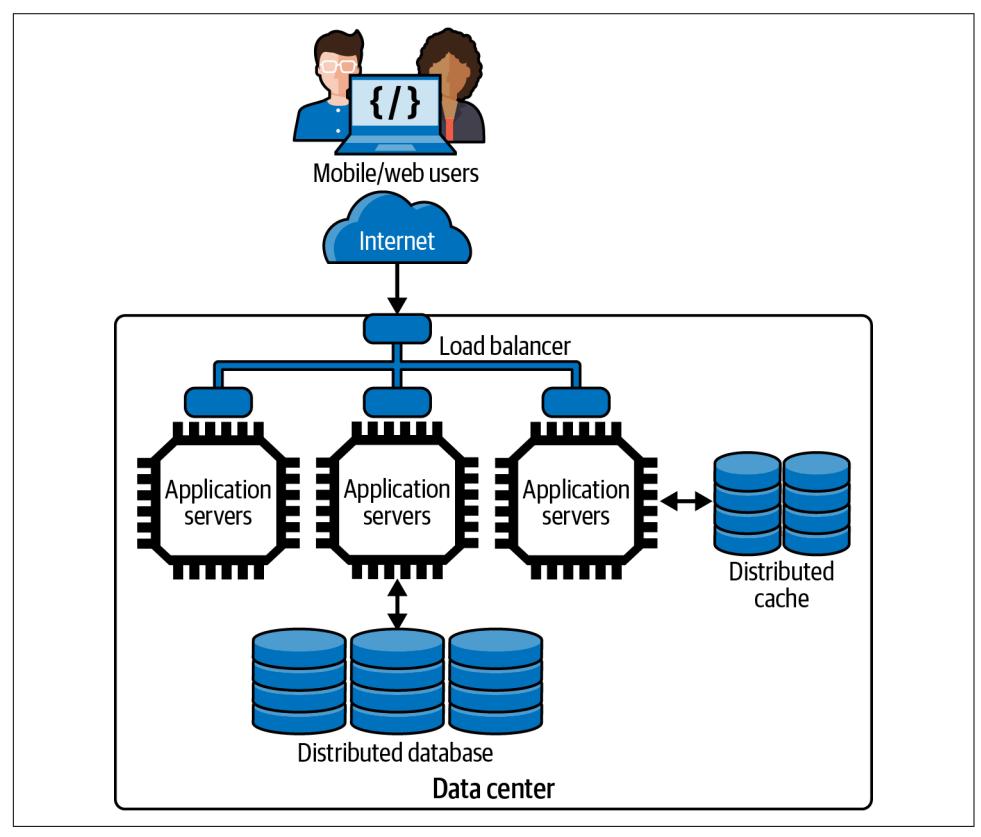 {/}
Mobile/web users
Internet
Load balancer
Application
servers
Application
servers
Application
servers
Distributed
cache
Distributed database
Data center